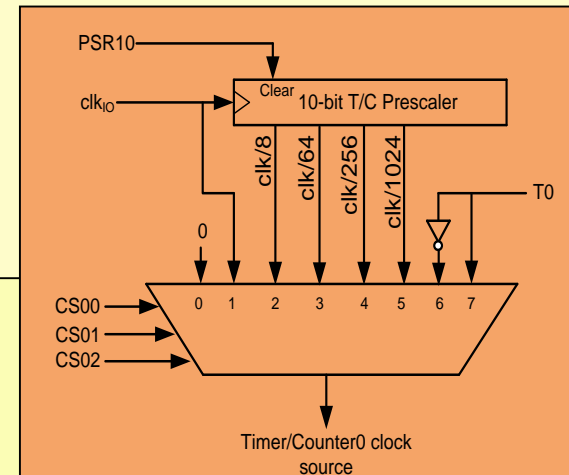 PSR10
Clear
clkIO
10-bit T/C Prescaler
clk/8
clk/64
clk/256
clk/1024
T0
0
0 1 2 3 4 5 6 7
CS00
CS01
CS02
Timer/Counter0 clock
source